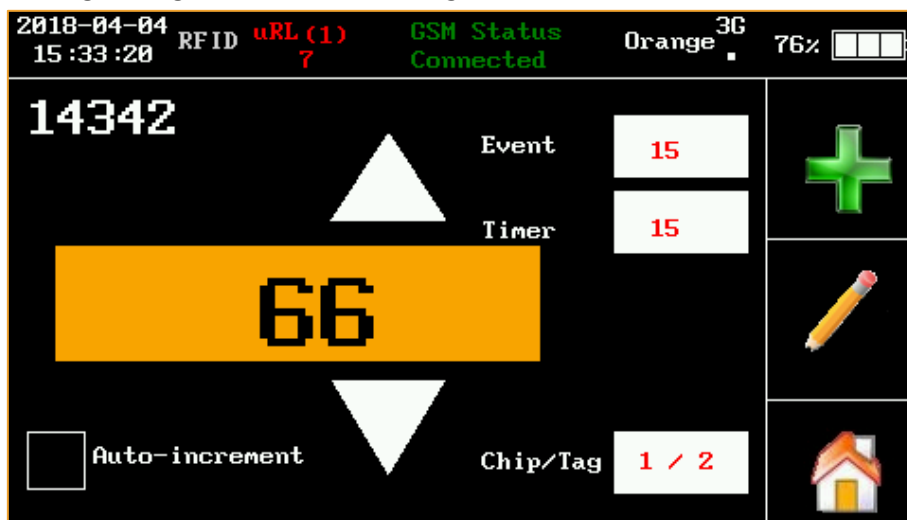 2018-04-04 RFID uRL (1) GSM Status Orange 3G 76%
15:33:20 7 Connected
14342
Event 15
Timer 15
66
Auto-increment Chip/Tag 1 / 2